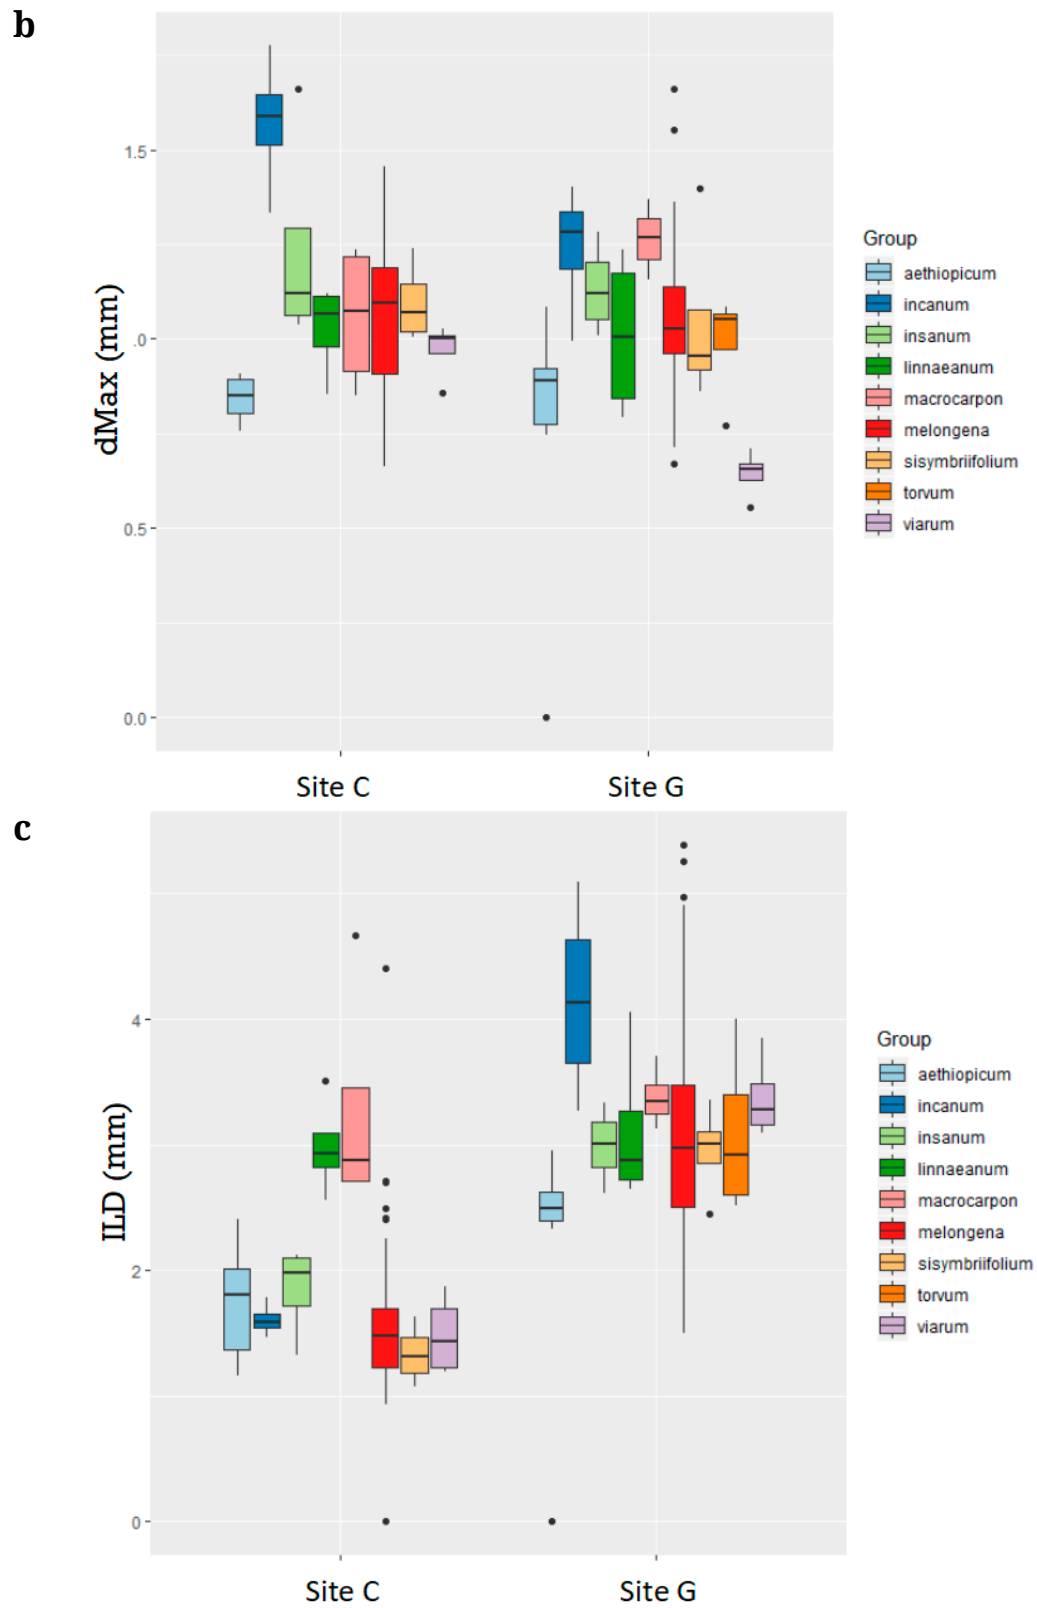 b
dMax (mm)
1.5
.0
0.5
0.0
Site C
Site G
Group
aethiopicum
incanum
insanum
linnaeanum
macrocarpon
melongena
sisymbriifolium
torvum
viarum
c
ILD (mm)
4
2
0
Site C
Site G
Group
aethiopicum
incanum
insanum
linnaeanum
macrocarpon
melongena
sisymbriifolium
torvum
viarum